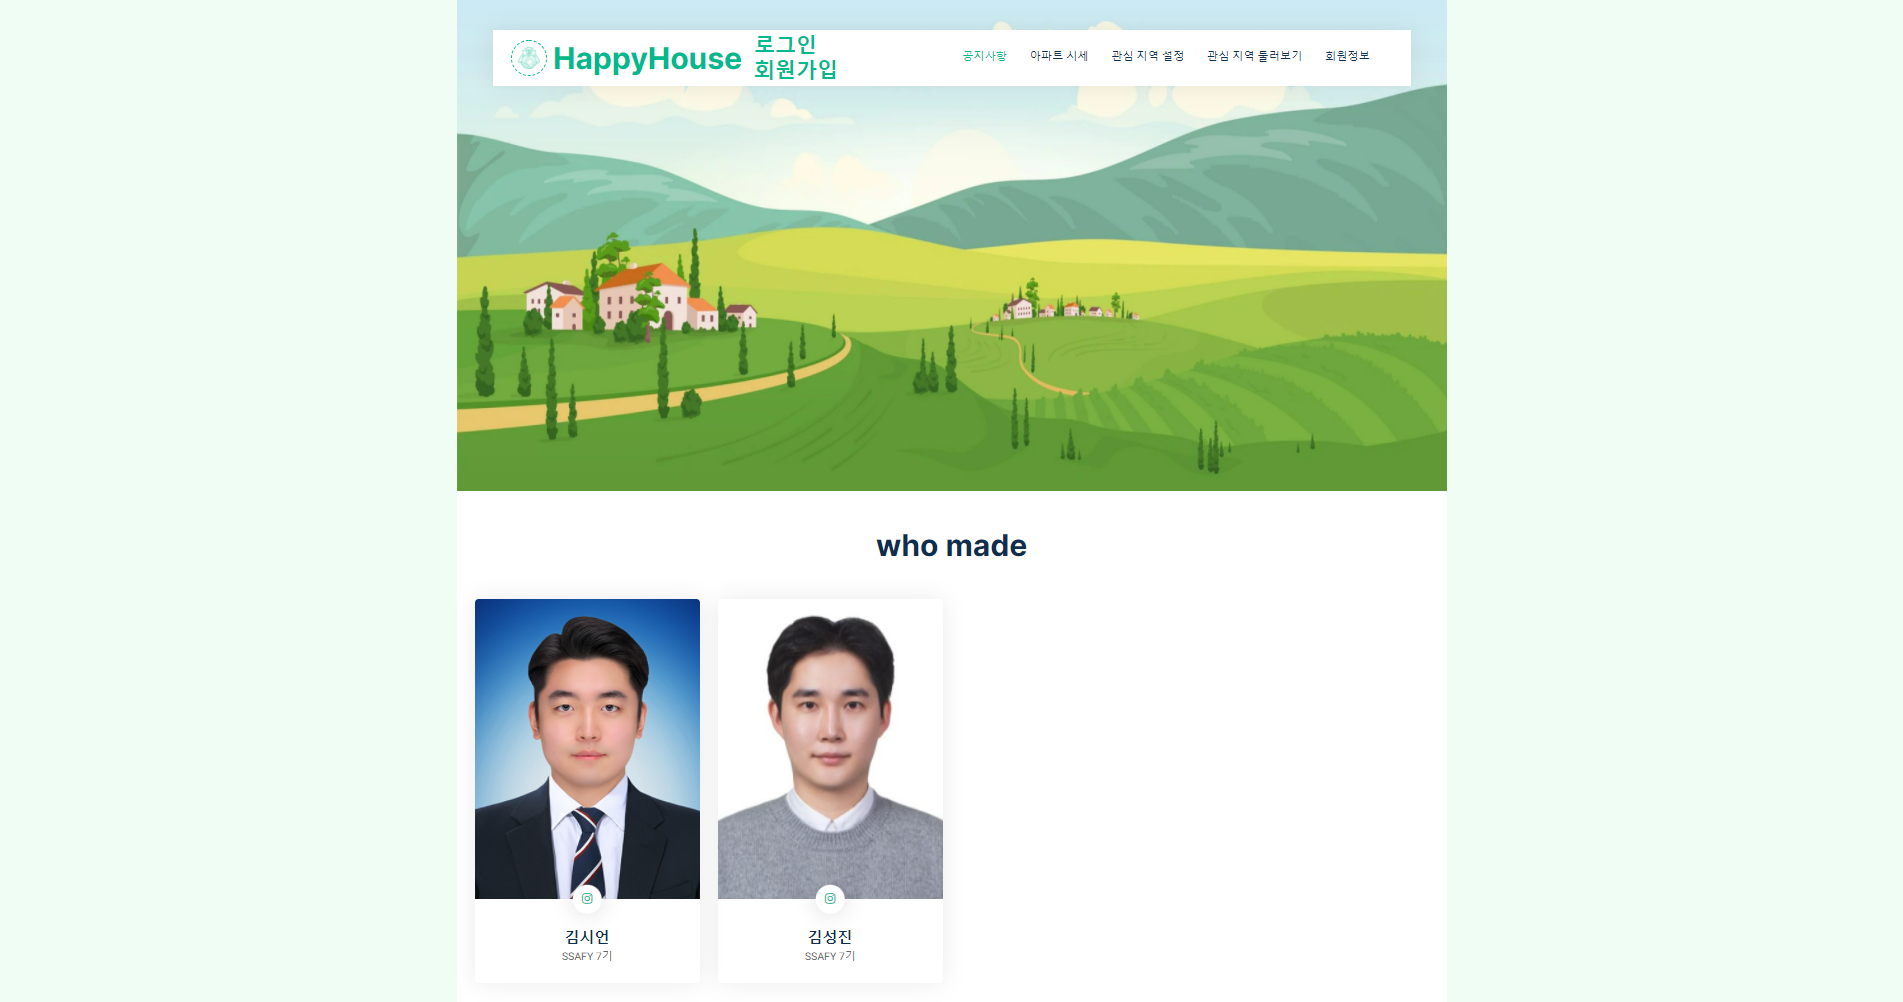 HappyHouse
로그인
회원가입
공지사항 아파트 시세 관심 지역 설정 관심 지역 둘러보기 회원정보
who made
김시언
SSAFY 7기
김성진
SSAFY 7기